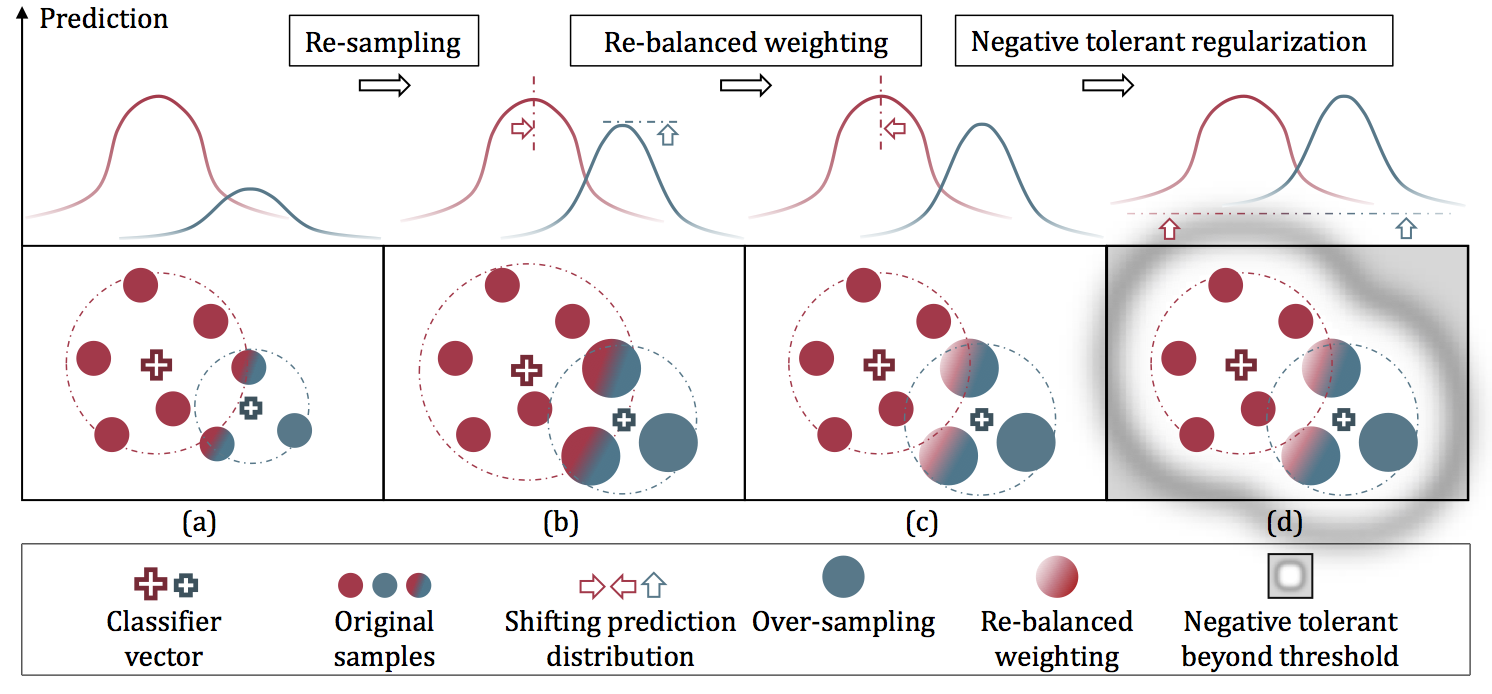 Prediction
Re-sampling
Re-balanced weighting
Negative tolerant regularization
(a)
(b)
(c)
(d)
Classifier
vector
Original
samples
Shifting prediction
distribution
Over-sampling
Re-balanced
weighting
Negative tolerant
beyond threshold